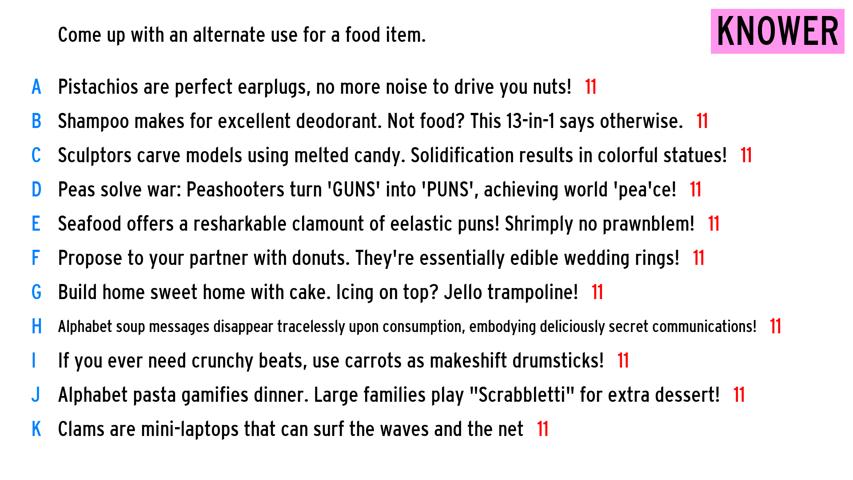 Come up with an alternate use for a food item.
KNOWER
A Pistachios are perfect earplugs, no more noise to drive you nuts! 11
B Shampoo makes for excellent deodorant. Not food? This 13-in-1 says otherwise. 11
C Sculptors carve models using melted candy. Solidification results in colorful statues! 11
D Peas solve war: Peashooters turn 'GUNS' into 'PUNS', achieving world 'pea'ce! 11
E Seafood offers a resharkable clamount of eelastic puns! Shrimply no prawnblem! 11
F Propose to your partner with donuts. They're essentially edible wedding rings! 11
G Build home sweet home with cake. Icing on top? Jello trampoline! 11
H Alphabet soup messages disappear tracelessly upon consumption, embodying deliciously secret communications! 11
I If you ever need crunchy beats, use carrots as makeshift drumsticks! 11
J Alphabet pasta gamifies dinner. Large families play "Scrabbletti" for extra dessert! 11
K Clams are mini-laptops that can surf the waves and the net 11